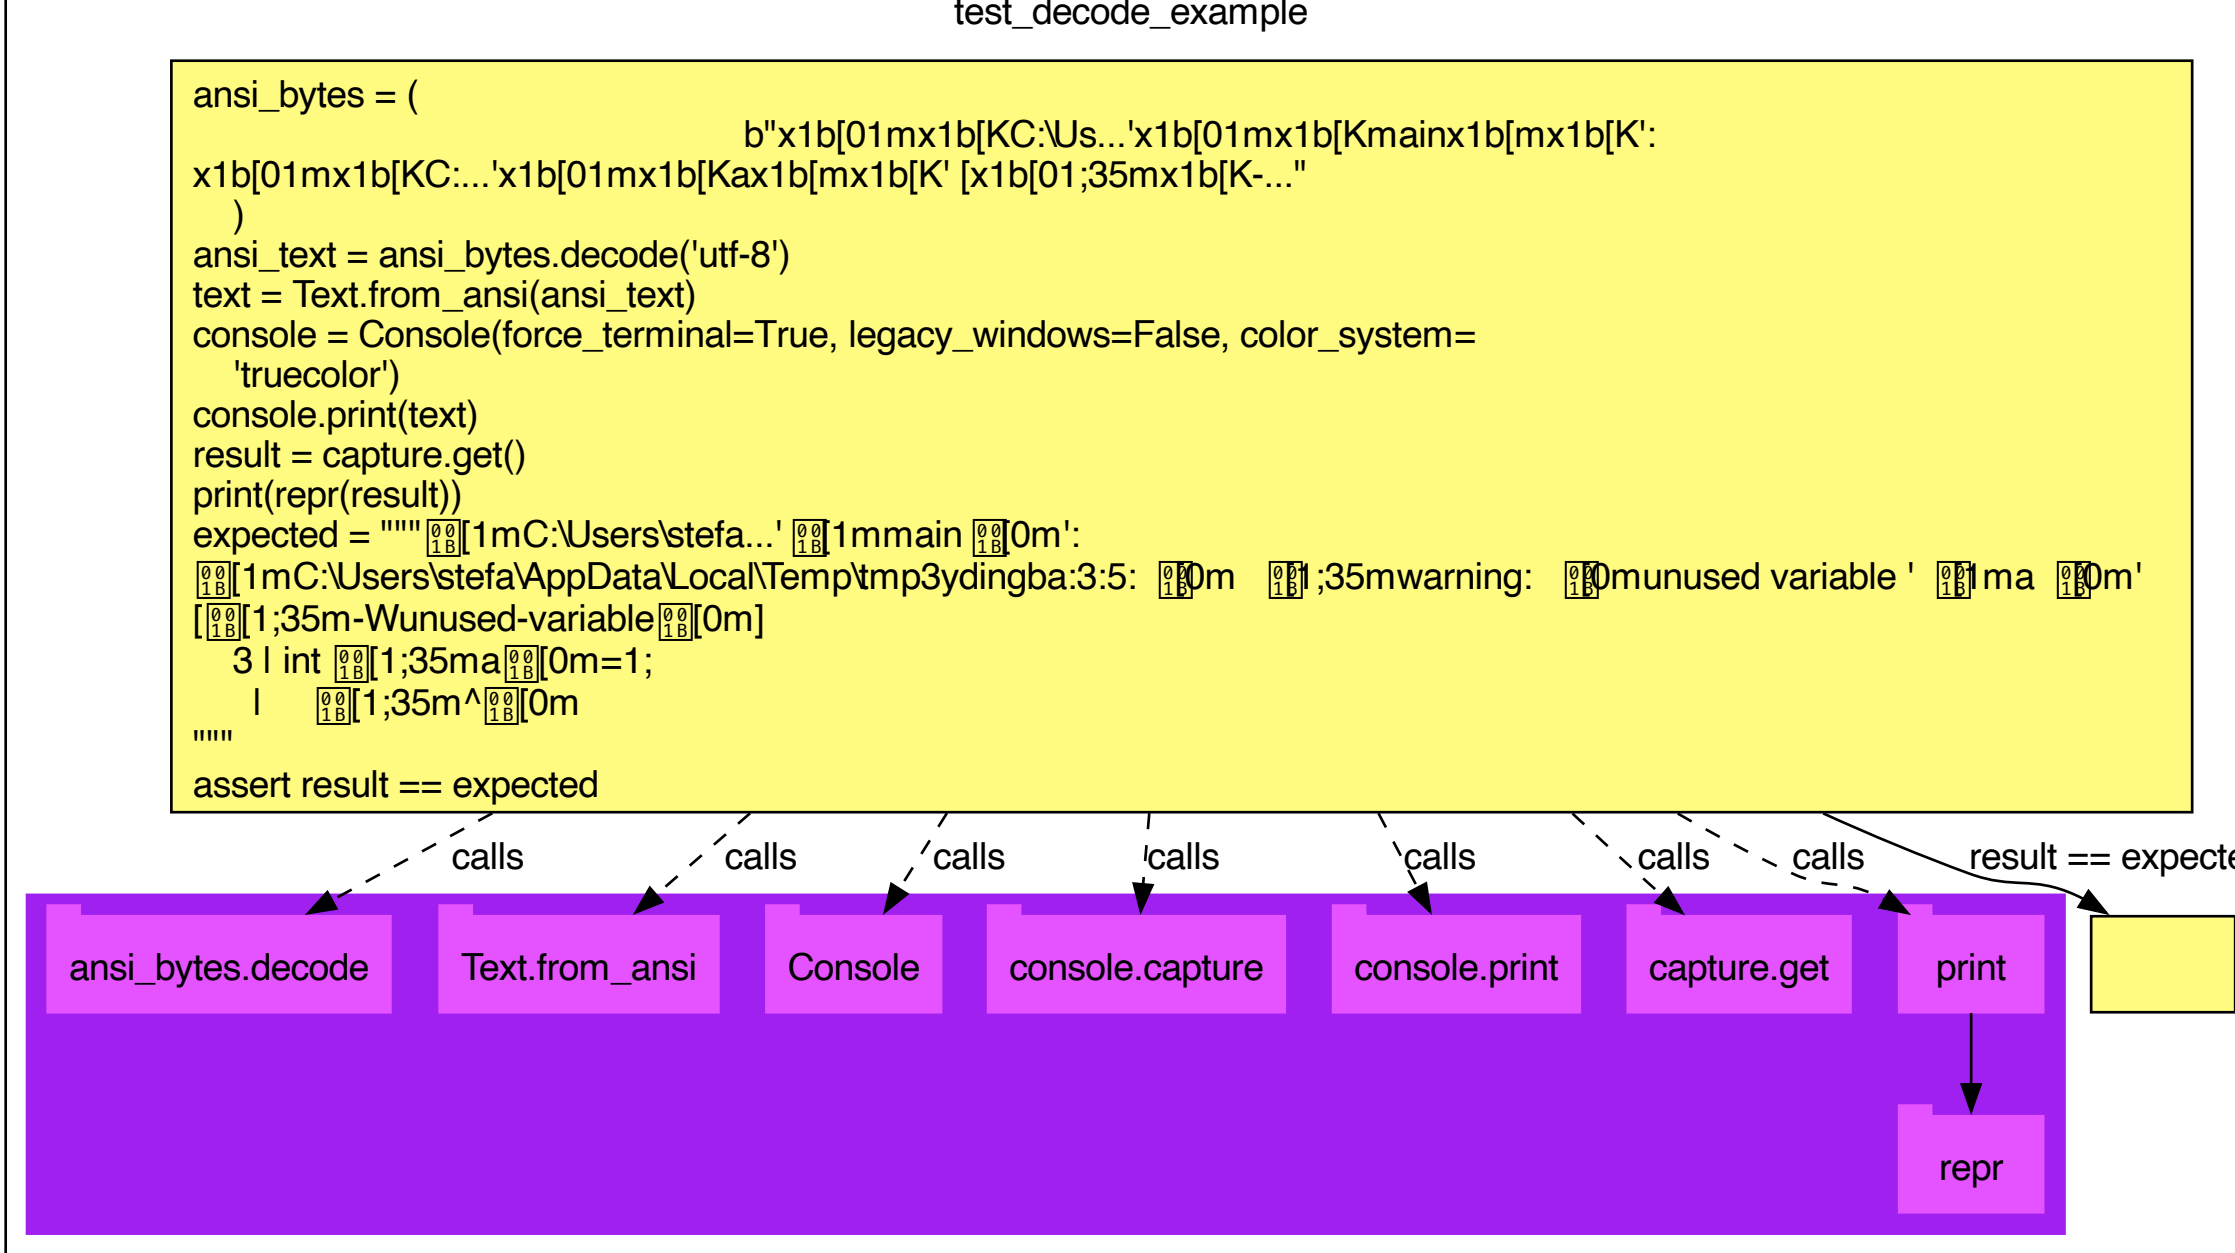 test_decode_example
ansi_bytes = (
b"x1b[01mx1b[KC:\Us...'x1b[01mx1b[Kmainx1b[mx1b[K':
x1b[01mx1b[KC:...'x1b[01mx1b[Kax1b[mx1b[K' [x1b[01;35mx1b[K-..."
)
ansi_text = ansi_bytes.decode('utf-8')
text = Text.from_ansi(ansi_text)
console = Console(force_terminal=True, legacy_windows=False, color_system=
'truecolor')
console.print(text)
result = capture.get()
print(repr(result))
expected = """[1mC:\Users\stefa...' [1mmain [0m':
[1mC:\Users\stefa\AppData\Local\Temp\tmp3ydingba:3:5: [0m [1;35mwarning: [0munused variable ' [1ma [0m'
[[1;35m-Wunused-variable[0m]
3 | int [1;35ma[0m=1;
| [1;35m^[0m
"""
assert result == expected
calls calls calls calls calls calls calls result == expecte
ansi_bytes.decode Text.from_ansi Console console.capture console.print capture.get print
repr